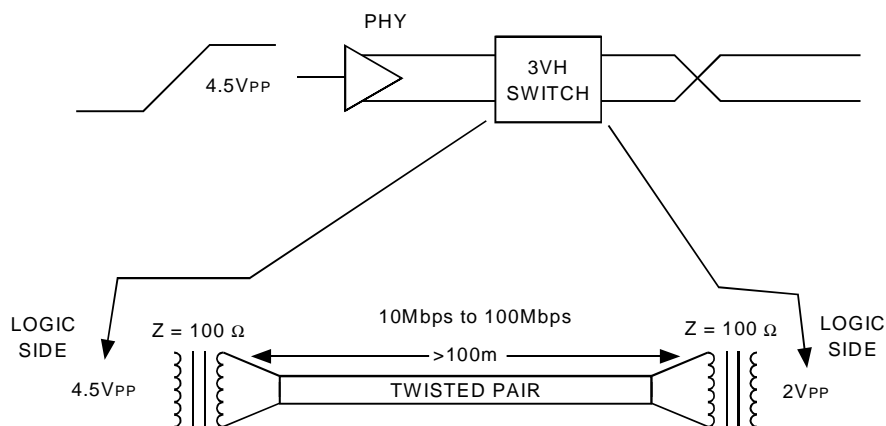 PHY
4.5VPP
3VH
SWITCH
10Mbps to 100Mbps
LOGIC
SIDE
Z = 100 Ω
Z = 100 Ω
LOGIC
SIDE
>100m
4.5VPP
TWISTED PAIR
2VPP